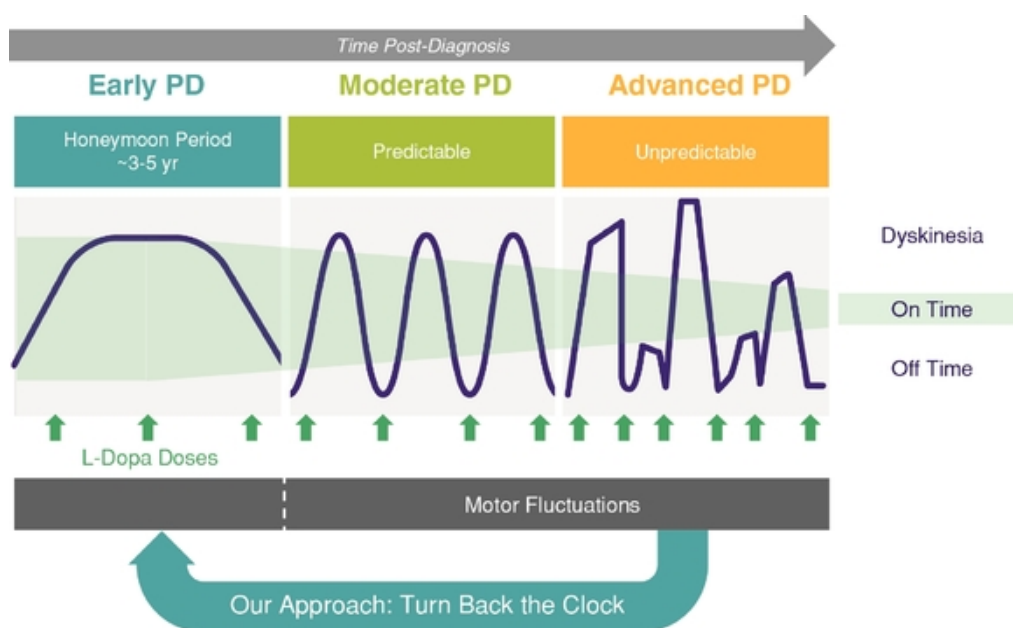 Time Post-Diagnosis
Early PD
Moderate PD
Advanced PD
Honeymoon Period
~3-5 yr
Predictable
Unpredictable
Dyskinesia
On Time
Off Time
L-Dopa Doses
Motor Fluctuations
Our Approach: Turn Back the Clock